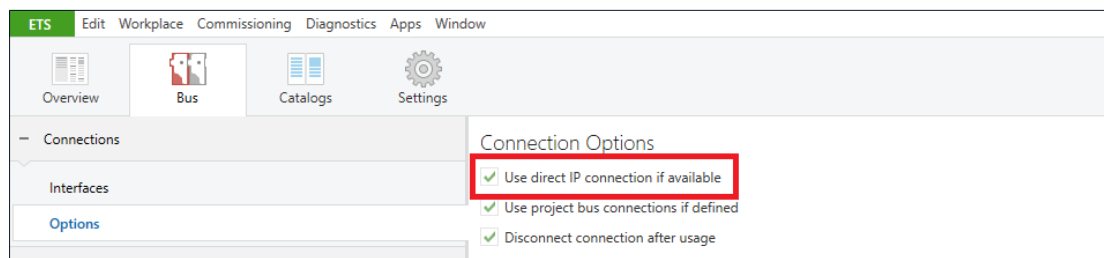 ETS Edit Workplace Commissioning Diagnostics Apps Window
Overview Bus Catalogs Settings
− Connections
Interfaces
Options
Connection Options
Use direct IP connection if available
Use project bus connections if defined
Disconnect connection after usage